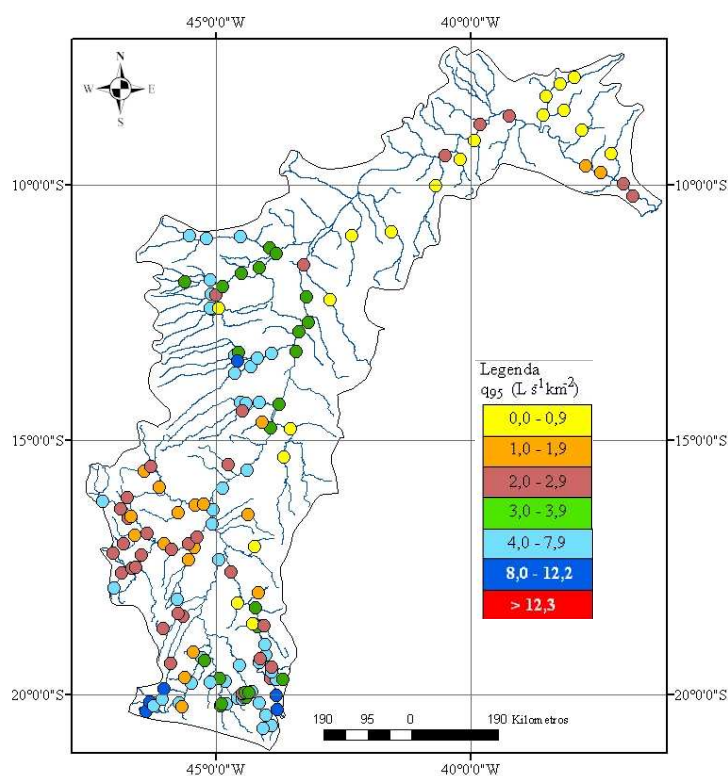 45°0'0"W 40°0'0"W
N
W E
S
10°0'0"S 10°0'0"S
Legenda
q95 (L s¹km²)
0,0 - 0,9
1,0 - 1,9
15°0'0"S 15°0'0"S
2,0 - 2,9
3,0 - 3,9
4,0 - 7,9
8,0 - 12,2
> 12,3
20°0'0"S 20°0'0"S
190 95 0 190 Kilometros
45°0'0"W 40°0'0"W